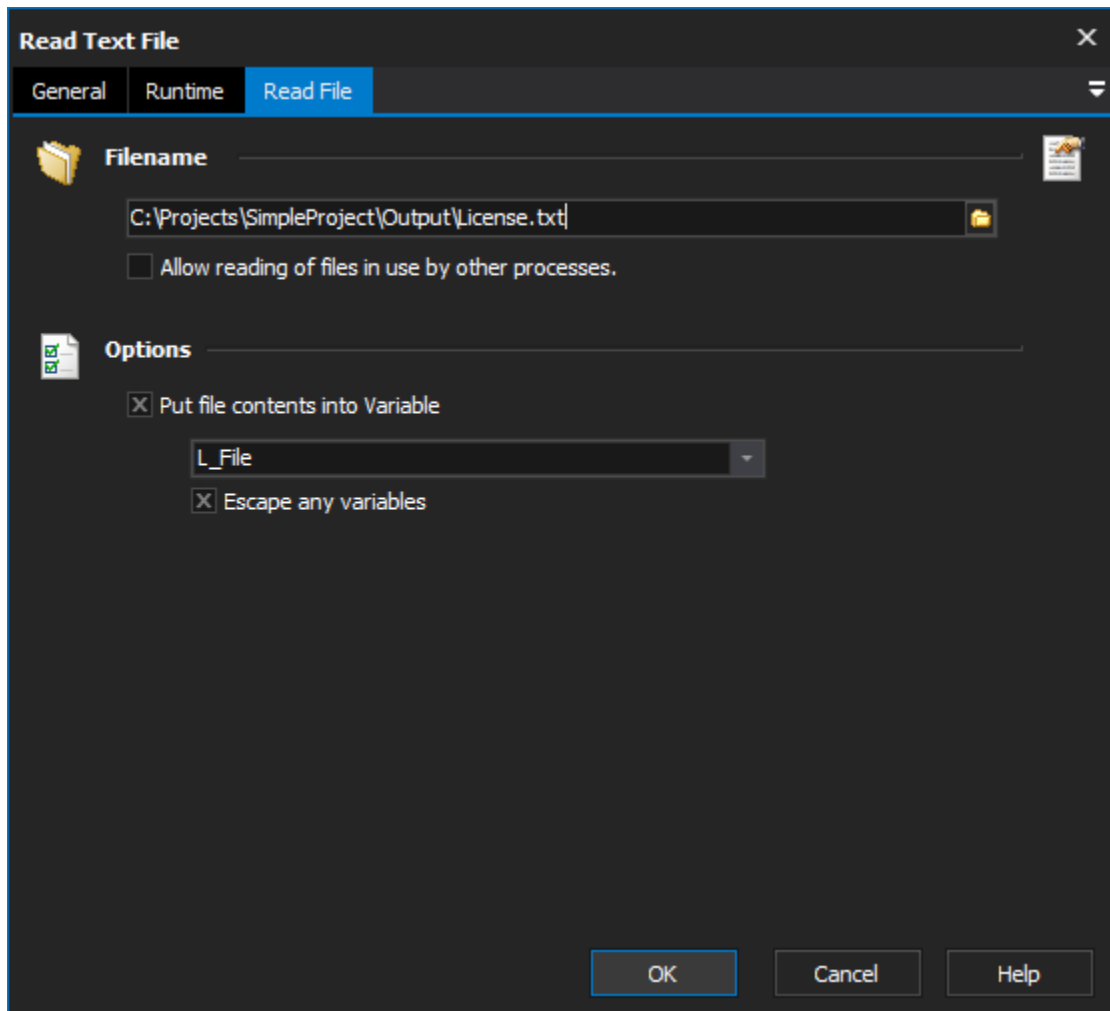 Read Text File
General Runtime Read File
Filename
C:\Projects\SimpleProject\Output\License.txt
Allow reading of files in use by other processes.
Options
Put file contents into Variable
L_File
Escape any variables
OK Cancel Help